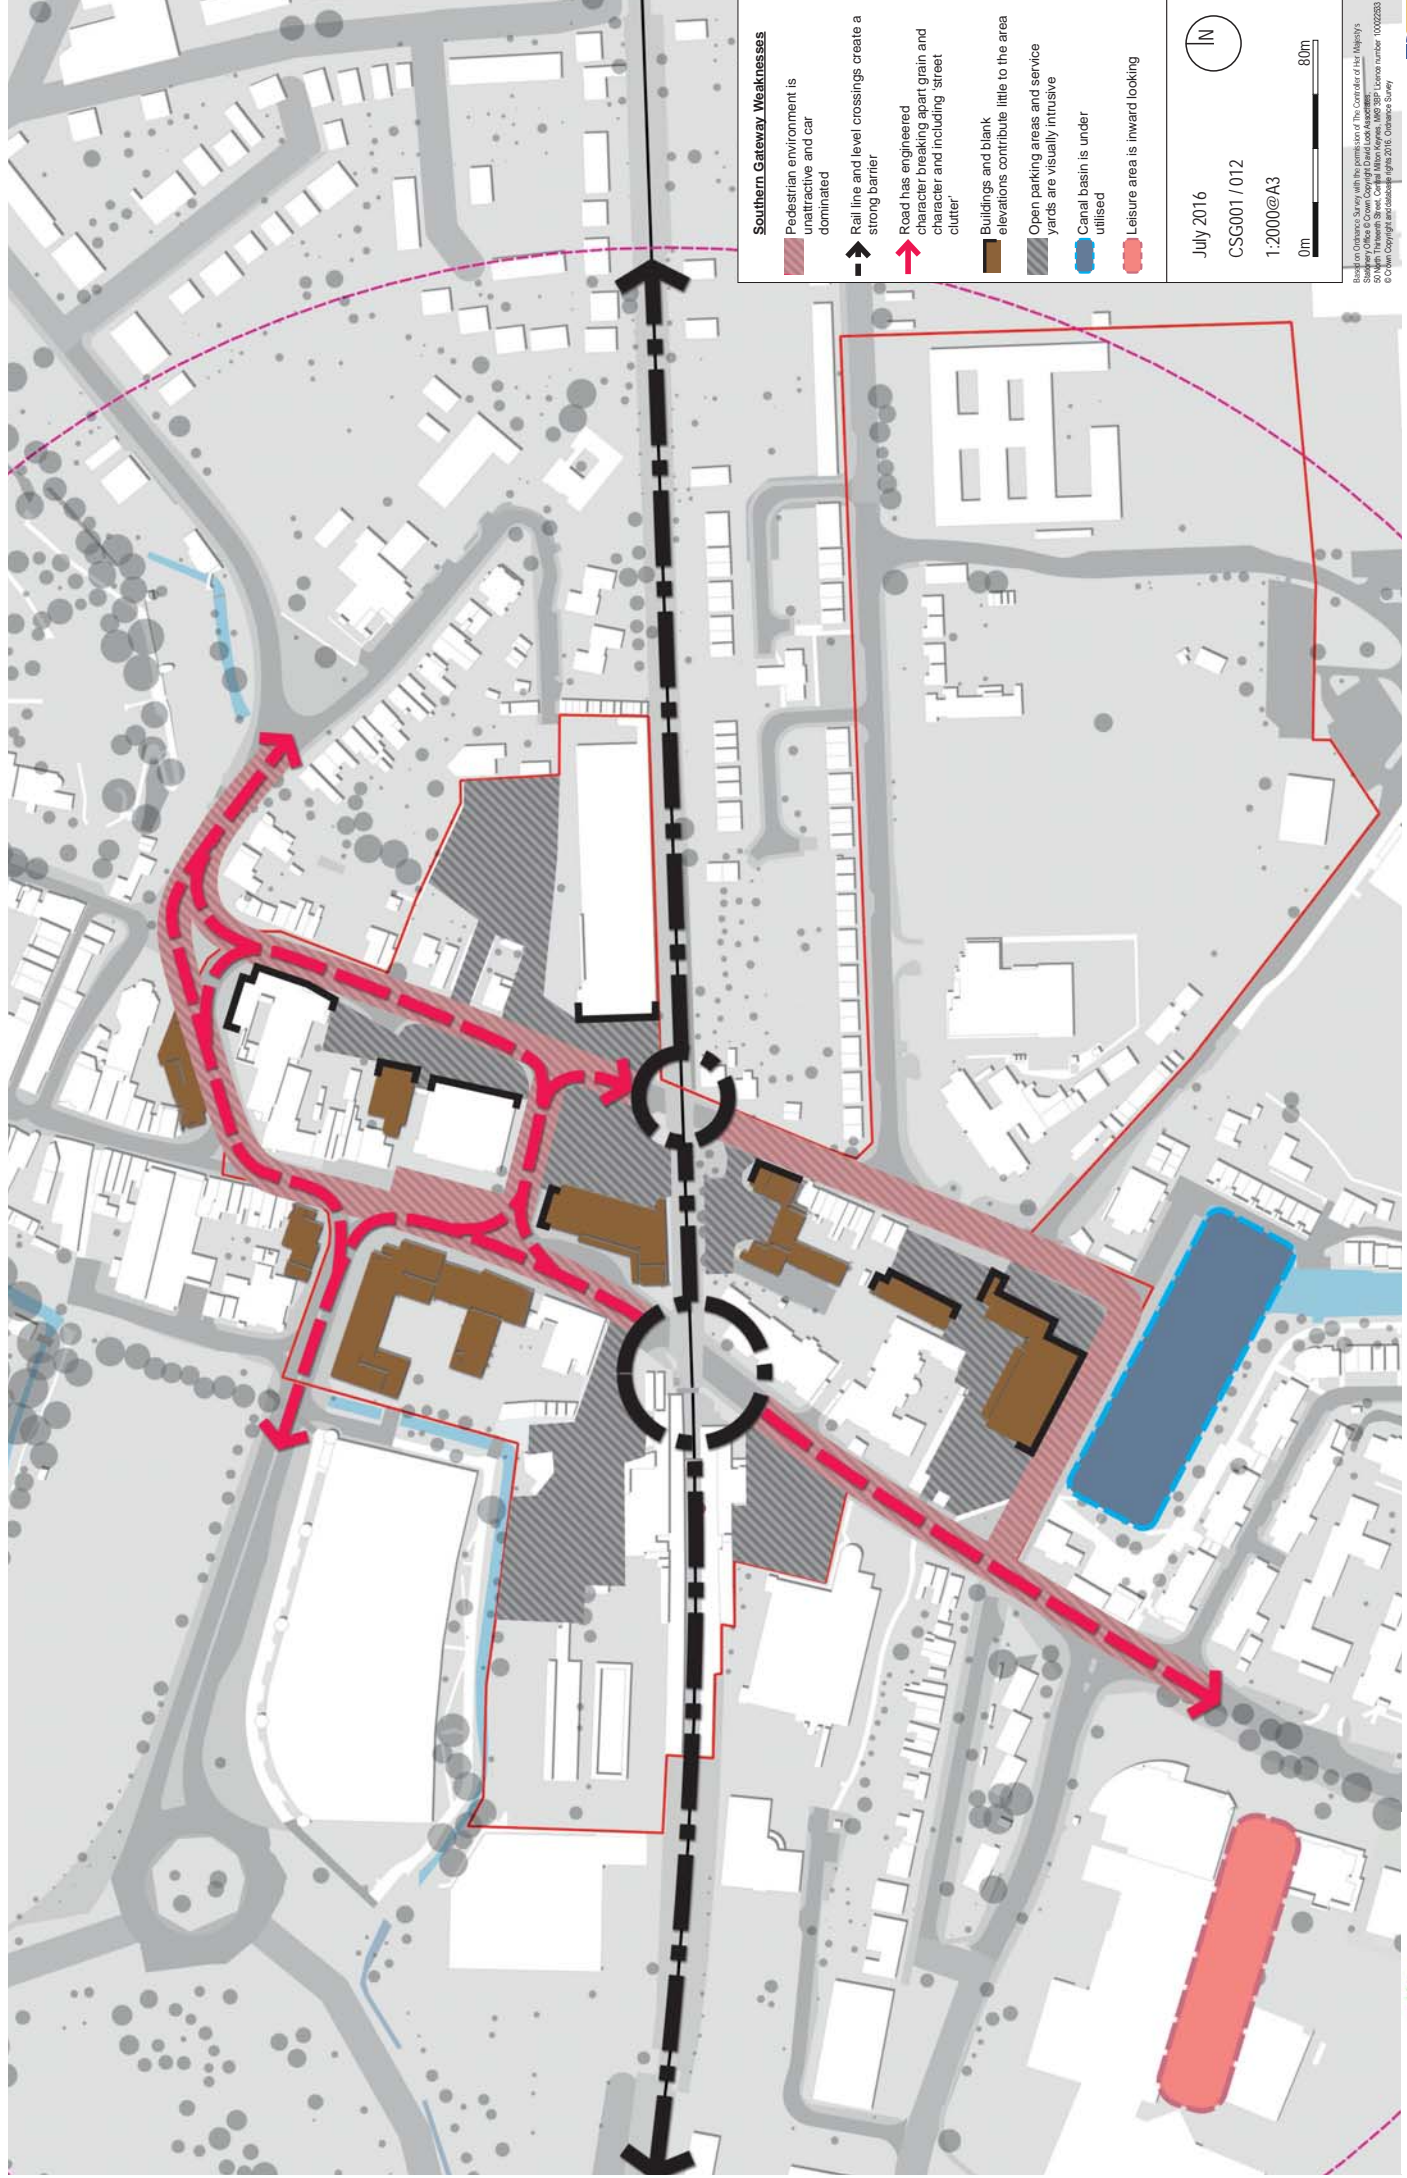 Southern Gateway Weaknesses
Pedestrian environment is
unattractive and car
dominated
Rail line and level crossings create a
strong barrier
Road has engineered
character breaking apart grain and
character and including 'street
clutter'
Buildings and blank
elevations contribute little to the area
Open parking areas and service
yards are visually intrusive
Canal basin is under
utilised
Leisure area is inward looking
N
July 2016
CSG001 / 012
1:2000@A3
0m 80m
Based on Ordnance Survey with the permission of The Controller of Her Majesty's
Stationery Office © Crown Copyright David Lock Associates,
50 North Thirteenth Street, Central Milton Keynes, MK9 3BP Licence number 100022533
© Crown Copyright and database rights 2016. Ordnance Survey